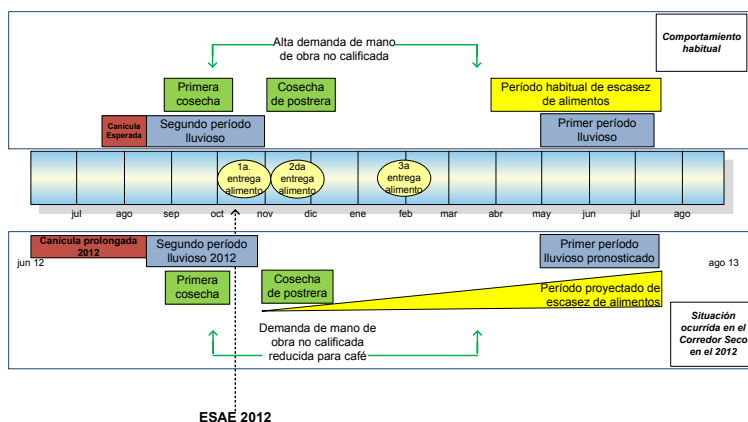 Alta demanda de mano
de obra no calificada
Comportamiento
habitual
Primera
cosecha
Cosecha
de postrera
Período habitual de escasez
de alimentos
Canícula
Esperada
Segundo período
lluvioso
Primer período
lluvioso
1a.
entrega
alimento
2da
entrega
alimento
3a
entrega
alimento
jul ago sep oct nov dic ene feb mar abr may jun jul ago
Canícula prolongada
2012
Segundo período
lluvioso 2012
Primer período
lluvioso pronosticado
jun 12
ago 13
Primera
cosecha
Cosecha
de postrera
Período proyectado de
escasez de alimentos
Demanda de mano de
obra no calificada
reducida para café
Situación
ocurrida en el
Corredor Seco
en el 2012
ESAE 2012